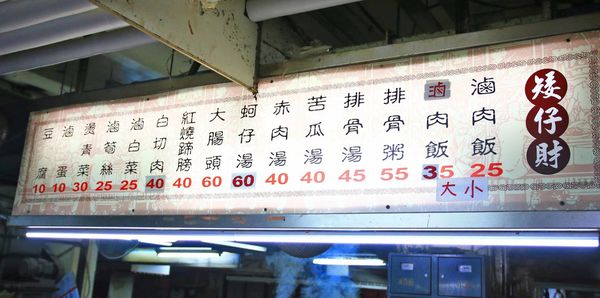 矮仔財
滷肉飯 25 小
滷肉飯 35 大
排骨粥 55
排骨湯 45
苦瓜湯 40
赤肉湯 40
蚵仔湯 60
大腸頭 60
紅燒蹄膀 40
白切肉 40
滷白菜 25
滷筍絲 25
燙青菜 30
滷蛋 10
豆腐 10